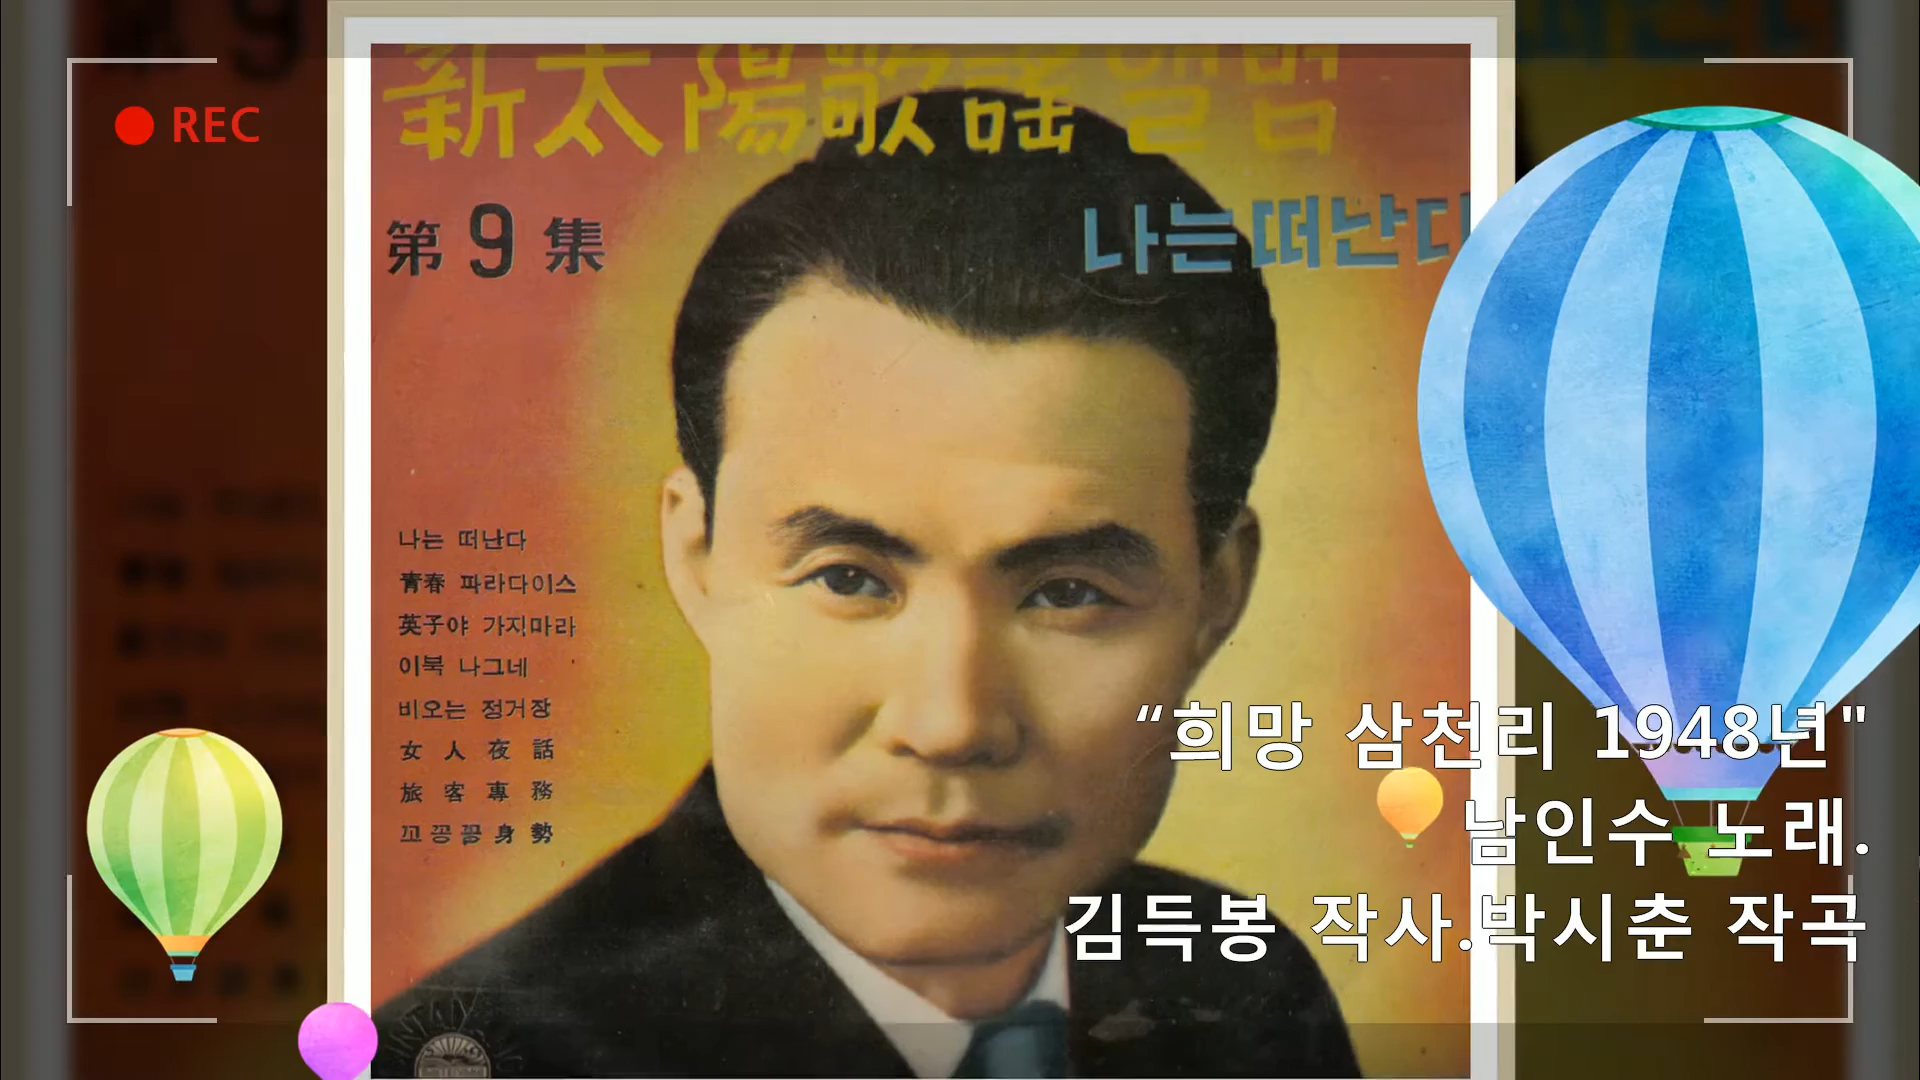 REC
新太陽歌謠앨범
第9集
나는 떠난다
나는 떠난다
青春 파라다이스
英子야 가지마라
이북 나그네
비오는 정거장
女人夜話
旅客專務
꼬꽁꽁身勢
“희망 삼천리 1948년"
남인수 노래.
김득봉 작사.박시춘 작곡